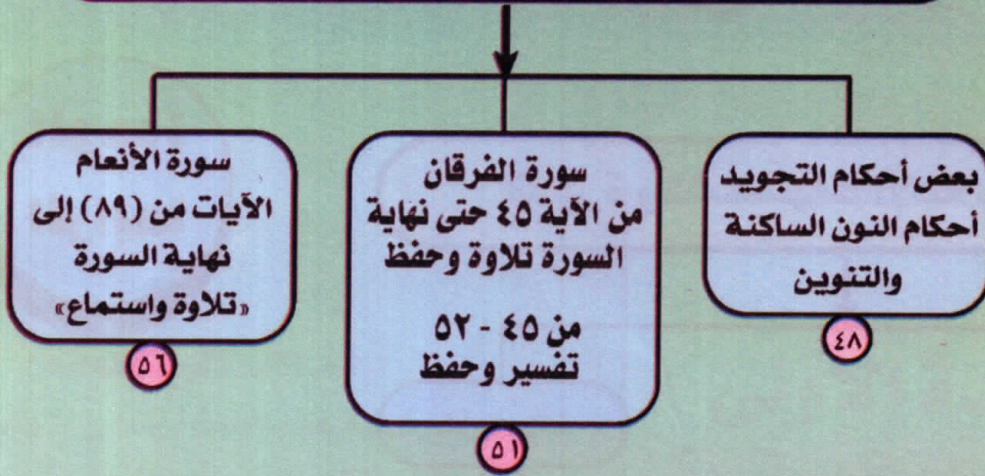 بعض أحكام التجويد
أحكام النون الساكنة
والتنوين
٤٨
سورة الفرقان
من الآية ٤٥ حتى نهاية
السورة تلاوة وحفظ
من ٤٥ - ٥٢
تفسير وحفظ
٥١
سورة الأنعام
الآيات من (٨٩) إلى
نهاية السورة
«تلاوة واستماع»
٥٦